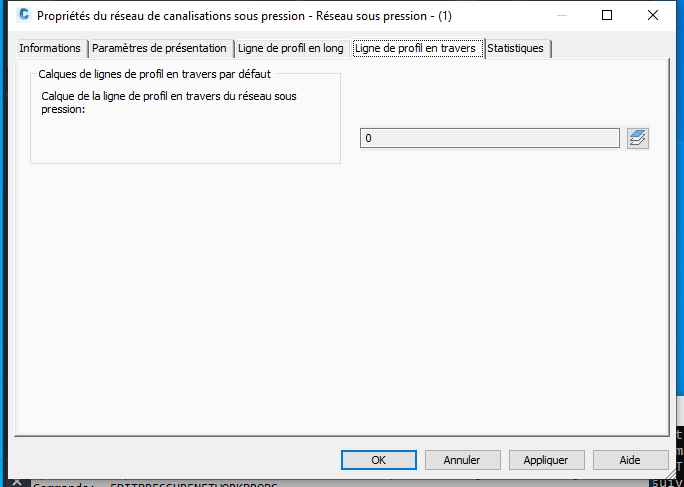 Propriétés du réseau de canalisations sous pression - Réseau sous pression - (1)
Informations Paramètres de présentation Ligne de profil en long Ligne de profil en travers Statistiques
Calques de lignes de profil en travers par défaut
Calque de la ligne de profil en travers du réseau sous
pression:
0
OK Annuler Appliquer Aide